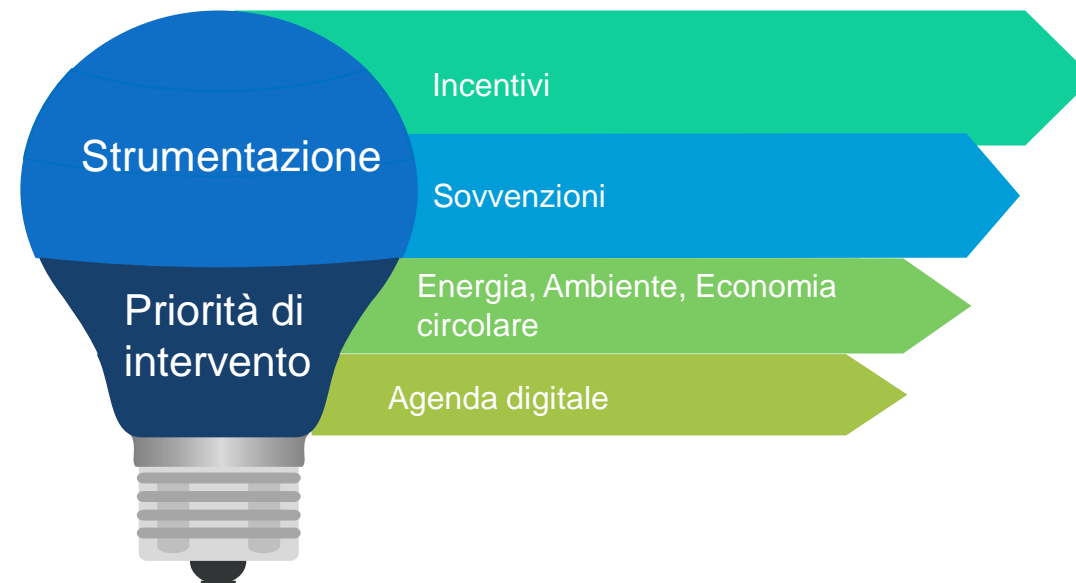 Incentivi
Strumentazione
Sovvenzioni
Energia, Ambiente, Economia
circolare
Priorità di
intervento
Agenda digitale